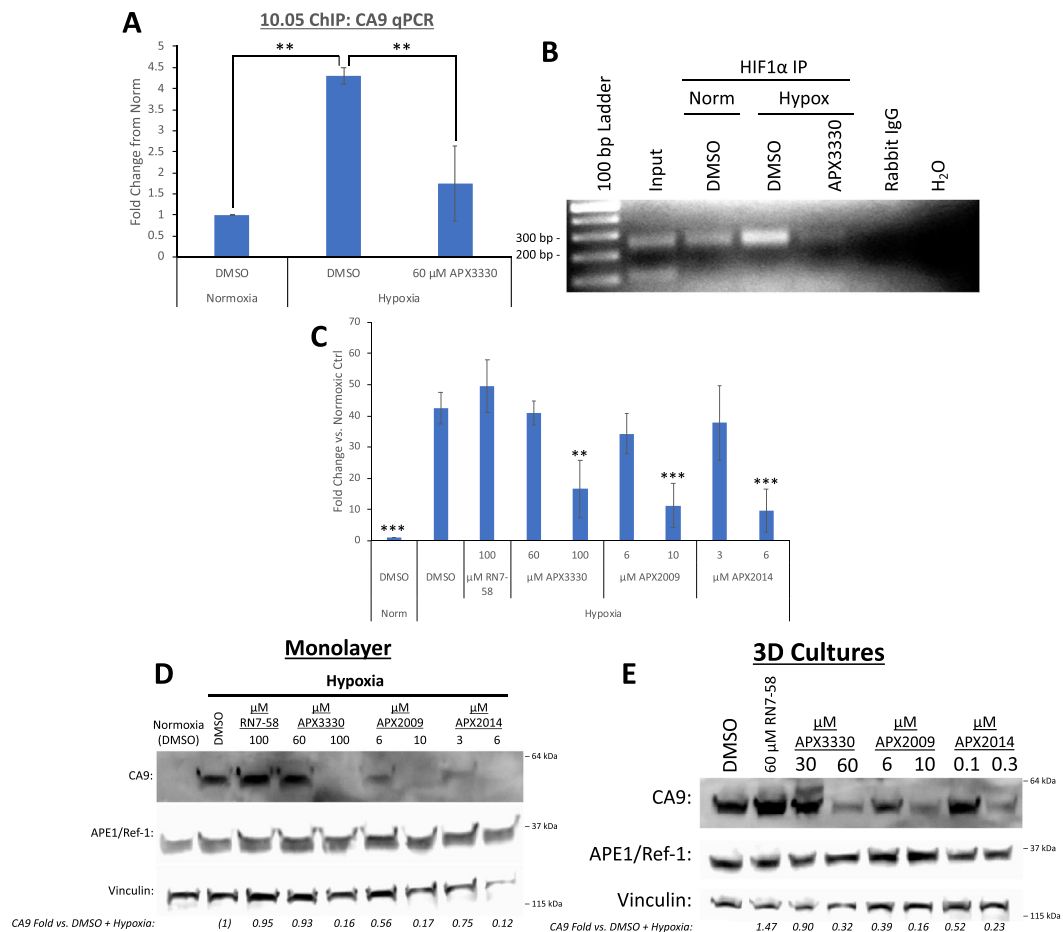 A
10.05 ChIP: CA9 qPCR
Fold Change from Norm
5
4.5
4
3.5
3
2.5
2
1.5
1
0.5
0
**
**
DMSO
DMSO
60 µM APX3330
Normoxia
Hypoxia
B
HIF1α IP
Norm
Hypox
100 bp Ladder
Input
DMSO
DMSO
APX3330
Rabbit IgG
H₂O
300 bp -
200 bp -
C
Fold Change vs. Normoxic Ctrl
70
60
50
40
30
20
10
0
***
**
***
***
100
60
100
6
10
3
6
DMSO
DMSO
µM RN7-
58
µM APX3330
µM APX2009
µM APX2014
Norm
Hypoxia
D
Monolayer
Hypoxia
Normoxia
(DMSO)
DMSO
µM
RN7-58
µM
APX3330
µM
APX2009
µM
APX2014
100
60
100
6
10
3
6
CA9:
– 64 kDa
APE1/Ref-1:
– 37 kDa
Vinculin:
– 115 kDa
CA9 Fold vs. DMSO + Hypoxia:
(1)
0.95
0.93
0.16
0.56
0.17
0.75
0.12
E
3D Cultures
DMSO
60 µM RN7-58
µM
APX3330
µM
APX2009
µM
APX2014
30
60
6
10
0.1
0.3
CA9:
– 64 kDa
APE1/Ref-1:
– 37 kDa
Vinculin:
– 115 kDa
CA9 Fold vs. DMSO + Hypoxia:
1.47
0.90
0.32
0.39
0.16
0.52
0.23